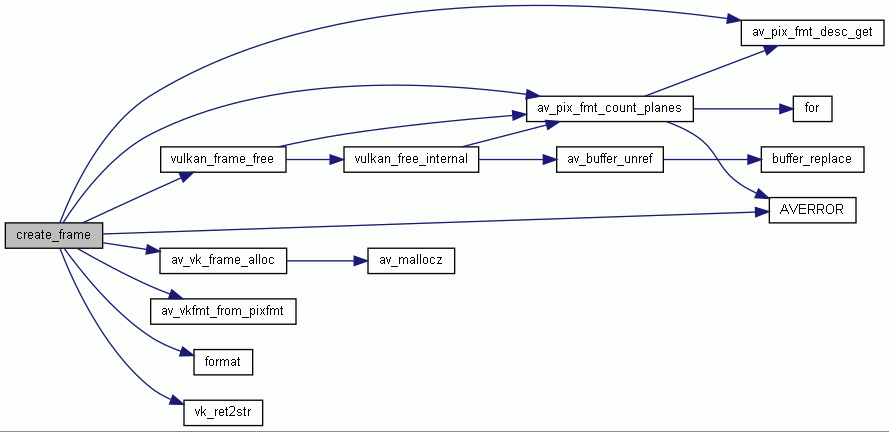 av_pix_fmt_desc_get
av_pix_fmt_count_planes
for
vulkan_frame_free
vulkan_free_internal
av_buffer_unref
buffer_replace
AVERROR
create_frame
av_vk_frame_alloc
av_mallocz
av_vkfmt_from_pixfmt
format
vk_ret2str